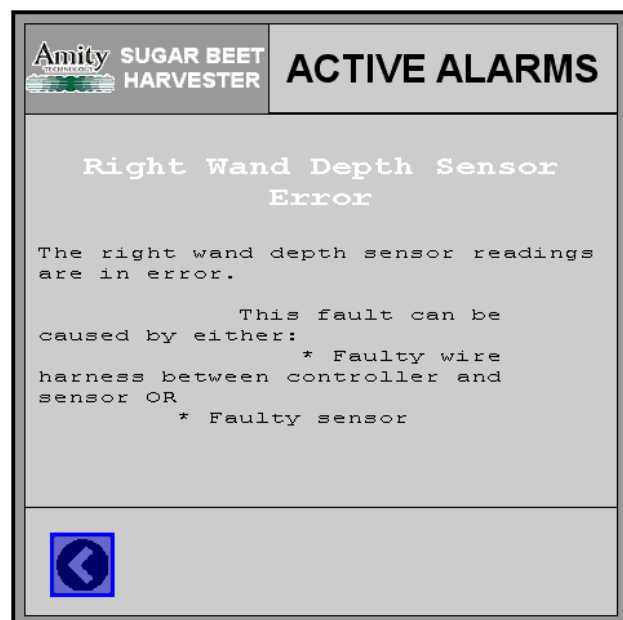 Amity
TECHNOLOGY
SUGAR BEET
HARVESTER
ACTIVE ALARMS
Right Wand Depth Sensor
Error
The right wand depth sensor readings
are in error.
This fault can be
caused by either:
* Faulty wire
harness between controller and
sensor OR
* Faulty sensor